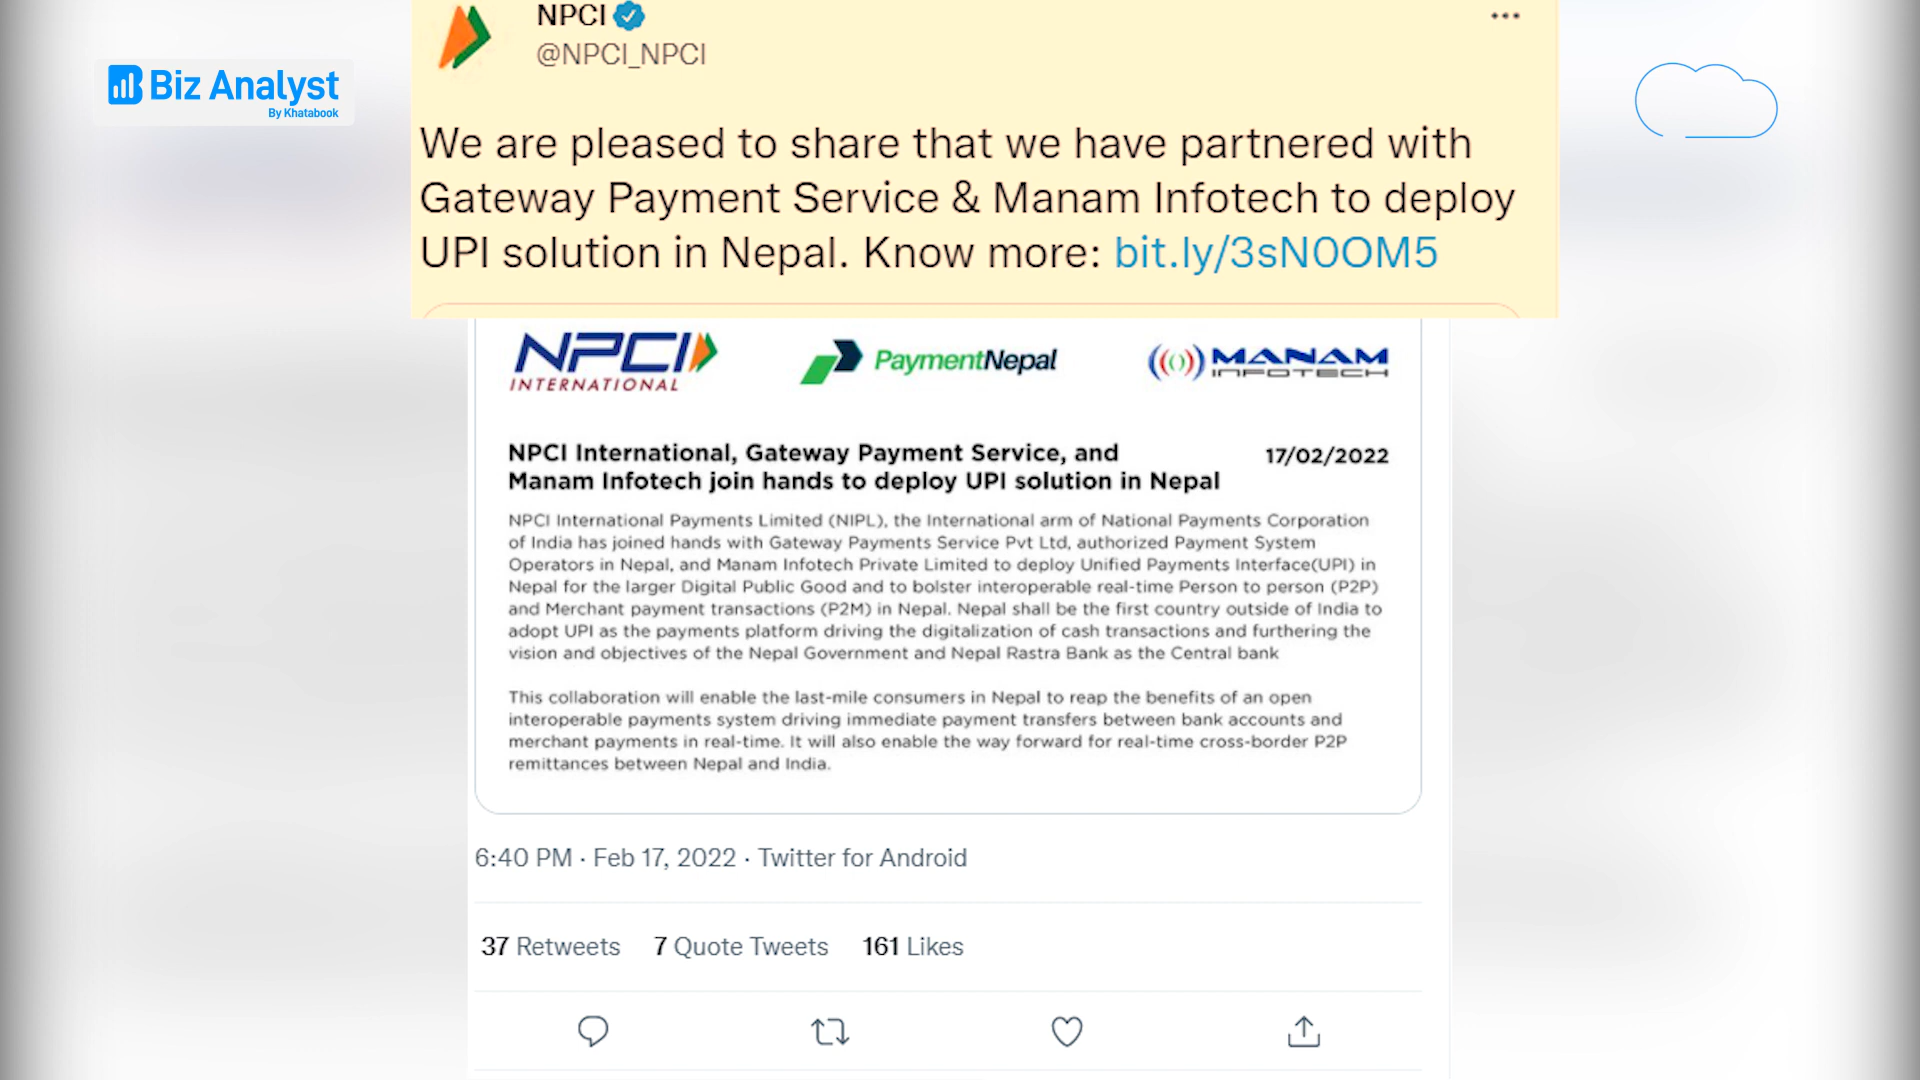 NPCI
@NPCI_NPCI
Biz Analyst
By Khatabook
We are pleased to share that we have partnered with
Gateway Payment Service & Manam Infotech to deploy
UPI solution in Nepal. Know more: bit.ly/3sN0OM5
NPCI INTERNATIONAL
PaymentNepal
MANAM INFOTECH
NPCI International, Gateway Payment Service, and
Manam Infotech join hands to deploy UPI solution in Nepal
17/02/2022
NPCI International Payments Limited (NIPL), the International arm of National Payments Corporation
of India has joined hands with Gateway Payments Service Pvt Ltd, authorized Payment System
Operators in Nepal, and Manam Infotech Private Limited to deploy Unified Payments Interface(UPI) in
Nepal for the larger Digital Public Good and to bolster interoperable real-time Person to person (P2P)
and Merchant payment transactions (P2M) in Nepal. Nepal shall be the first country outside of India to
adopt UPI as the payments platform driving the digitalization of cash transactions and furthering the
vision and objectives of the Nepal Government and Nepal Rastra Bank as the Central bank
This collaboration will enable the last-mile consumers in Nepal to reap the benefits of an open
interoperable payments system driving immediate payment transfers between bank accounts and
merchant payments in real-time. It will also enable the way forward for real-time cross-border P2P
remittances between Nepal and India.
6:40 PM · Feb 17, 2022 · Twitter for Android
37 Retweets 7 Quote Tweets 161 Likes